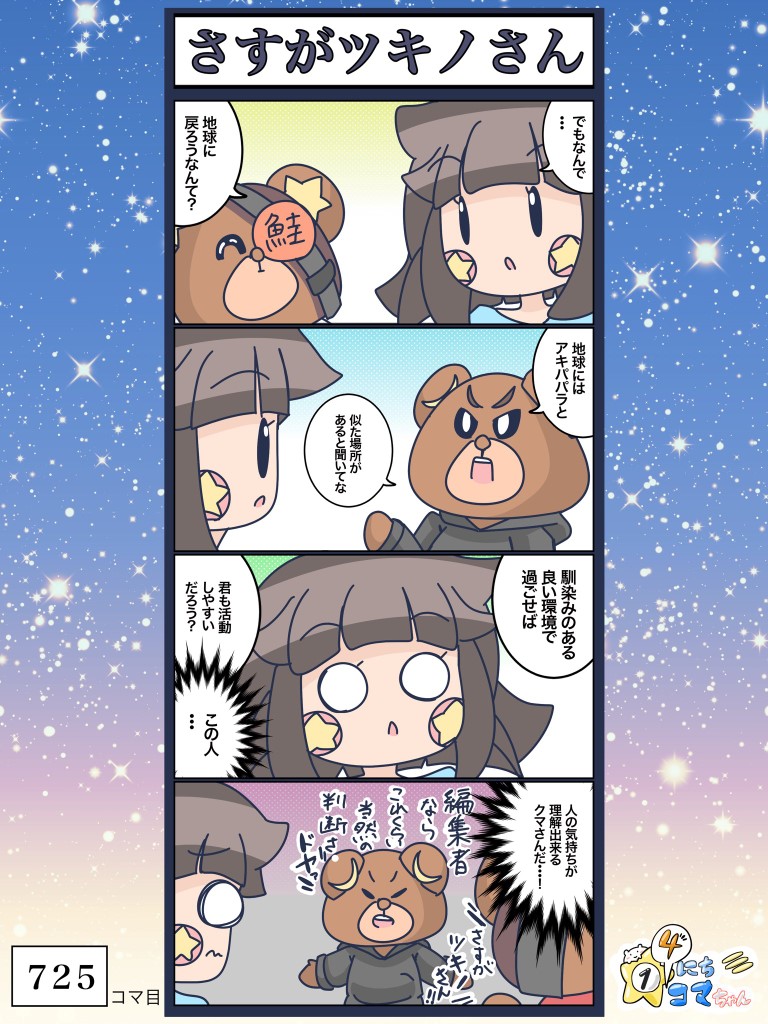 さすがツキノさん
でもなんで
…
地球に
戻ろうなんて?
鮭
地球には
アキパパラと
似た場所が
あると聞いてな
馴染みのある
良い環境で
過ごせば
君も活動
しやすい
だろう?
この人
…
人の気持ちが
理解出来る
クマさんだ…!
編集者
なら
これくらい
当然の
判断さ
ドヤッ
さすが
ツキノ
さん!!
725
コマ目
1
にち
4
コマ
ちゃん